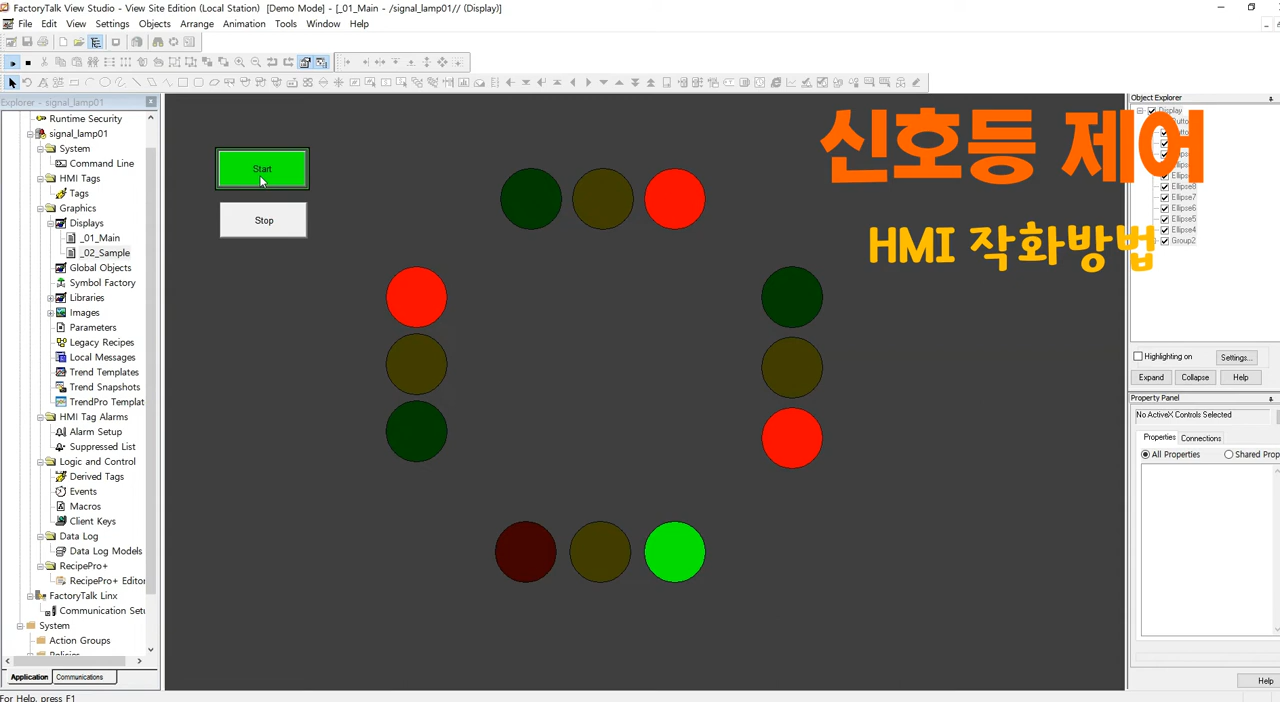 FactoryTalk View Studio - View Site Edition (Local Station) [Demo Mode] - [_01_Main - /signal_lamp01// (Display)]
File Edit View Settings Objects Arrange Animation Tools Window Help
Explorer - signal_lamp01
Runtime Security
signal_lamp01
System
Command Line
HMI Tags
Tags
Graphics
Displays
_01_Main
_02_Sample
Global Objects
Symbol Factory
Libraries
Images
Parameters
Legacy Recipes
Local Messages
Trend Templates
Trend Snapshots
TrendPro Templat
HMI Tag Alarms
Alarm Setup
Suppressed List
Logic and Control
Derived Tags
Events
Macros
Client Keys
Data Log
Data Log Models
RecipePro+
RecipePro+ Editor
FactoryTalk Linx
Communication Setu
System
Action Groups
Application Communications
For Help, press F1
Start
Stop
신호등 제어
HMI 작화방법
Object Explorer
Display
Ellipse8
Ellipse7
Ellipse6
Ellipse5
Ellipse4
Group2
Highlighting on Settings...
Expand Collapse Help
Property Panel
No ActiveX Controls Selected
Properties Connections
All Properties Shared Prop
Help